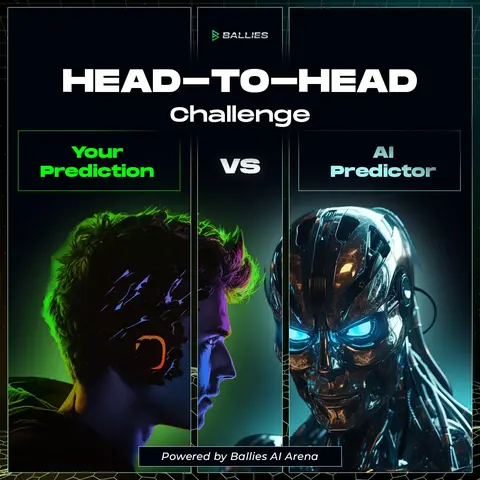 BALLIES
HEAD-TO-HEAD
Challenge
Your
Prediction
VS
AI
Predictor
Powered by Ballies AI Arena